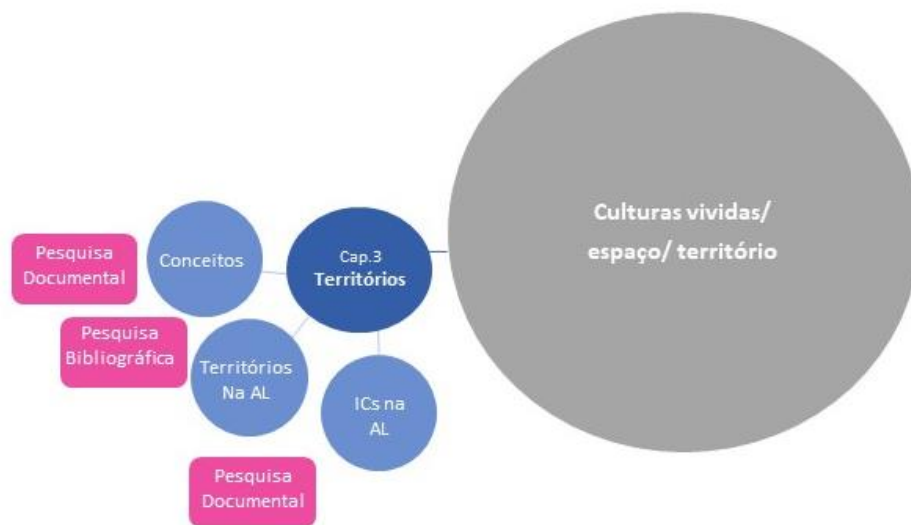 Culturas vividas/
espaço/ território
Cap.3
Territórios
Conceitos
Pesquisa
Documental
Pesquisa
Bibliográfica
Territórios
Na AL
ICs na
AL
Pesquisa
Documental